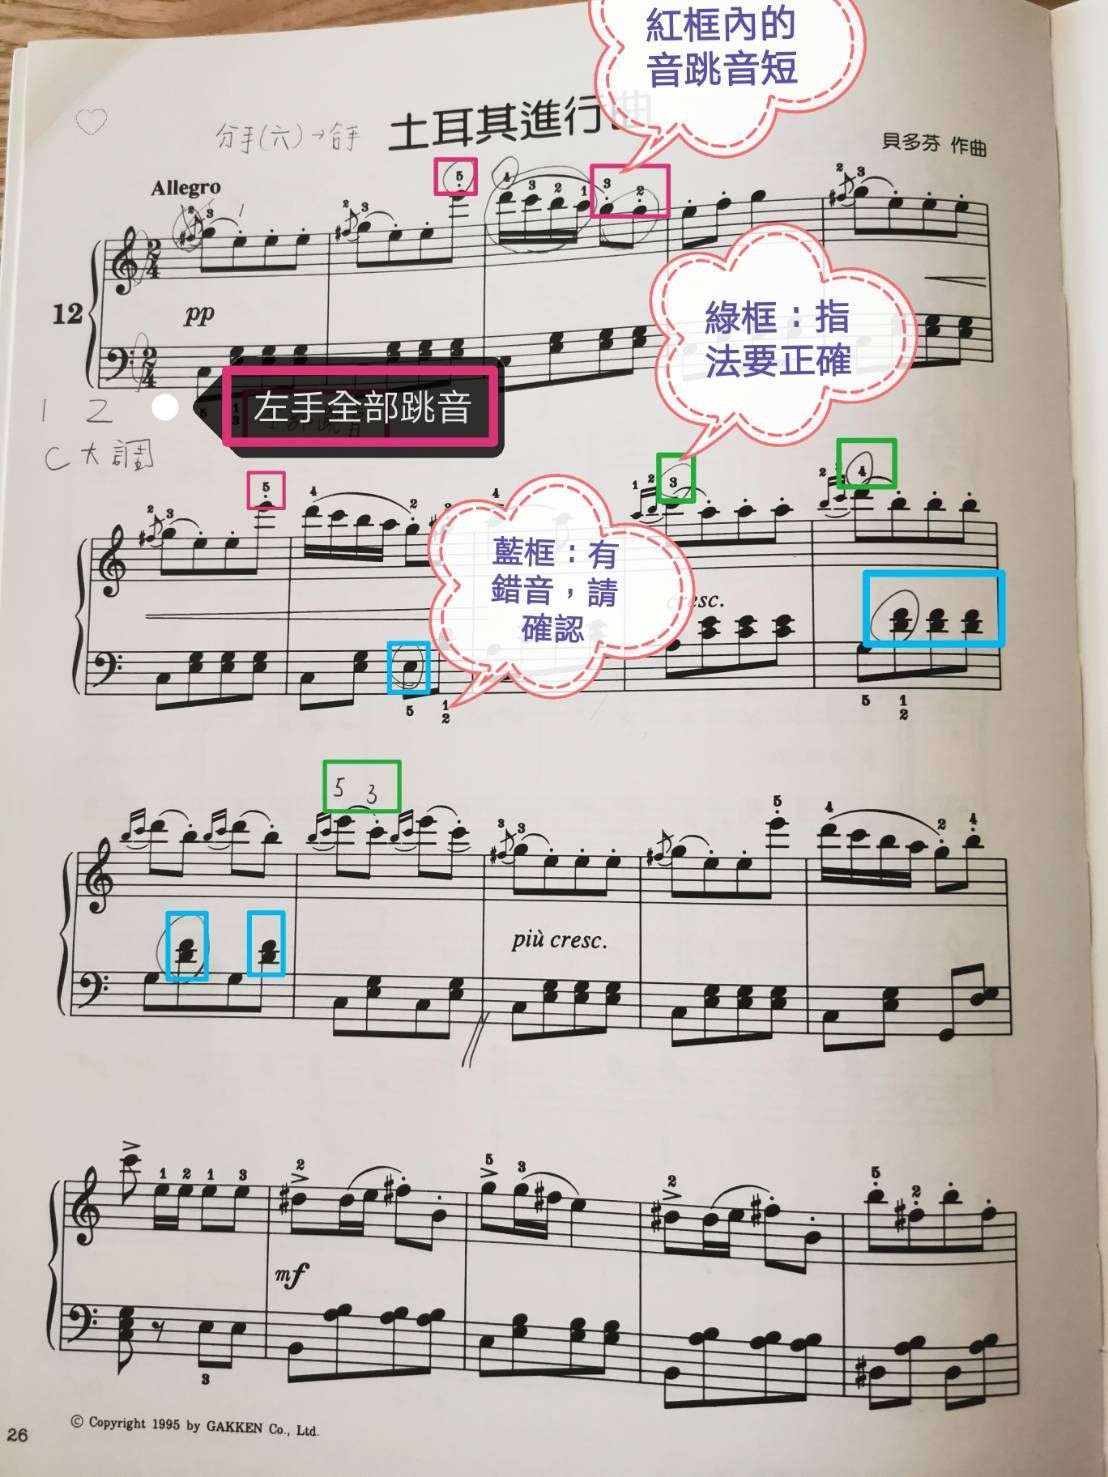 紅框內的
音跳音短
分手(六)→合手
土耳其進行曲
貝多芬 作曲
Allegro
12
pp
綠框：指
法要正確
左手全部跳音
1 2
C大調
藍框：有
錯音，請
確認
cresc.
5 3
più cresc.
mf
© Copyright 1995 by GAKKEN Co., Ltd.
26